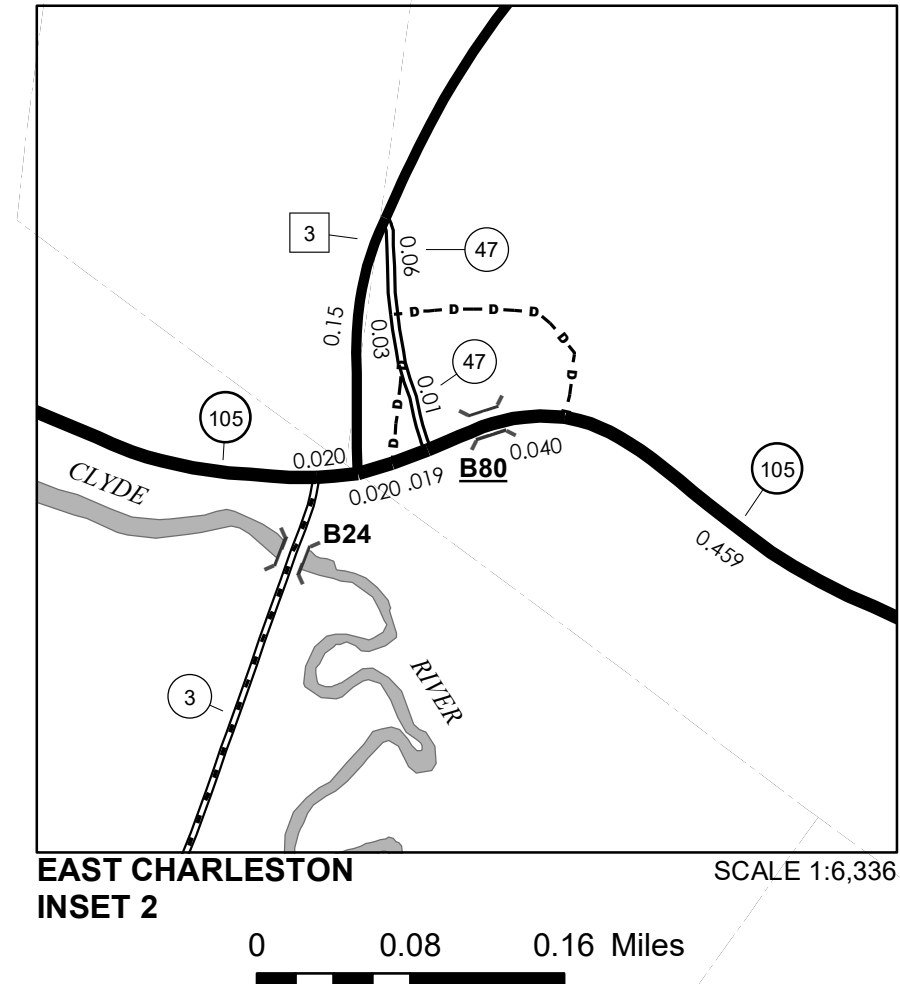 3
47
0.06
0.15
0.03
D D D D D D D
D D D
47
0.01
105
0.020
0.020 .019
B80
0.040
105
0.459
CLYDE
B24
RIVER
3
EAST CHARLESTON
INSET 2
SCALE 1:6,336
0 0.08 0.16 Miles